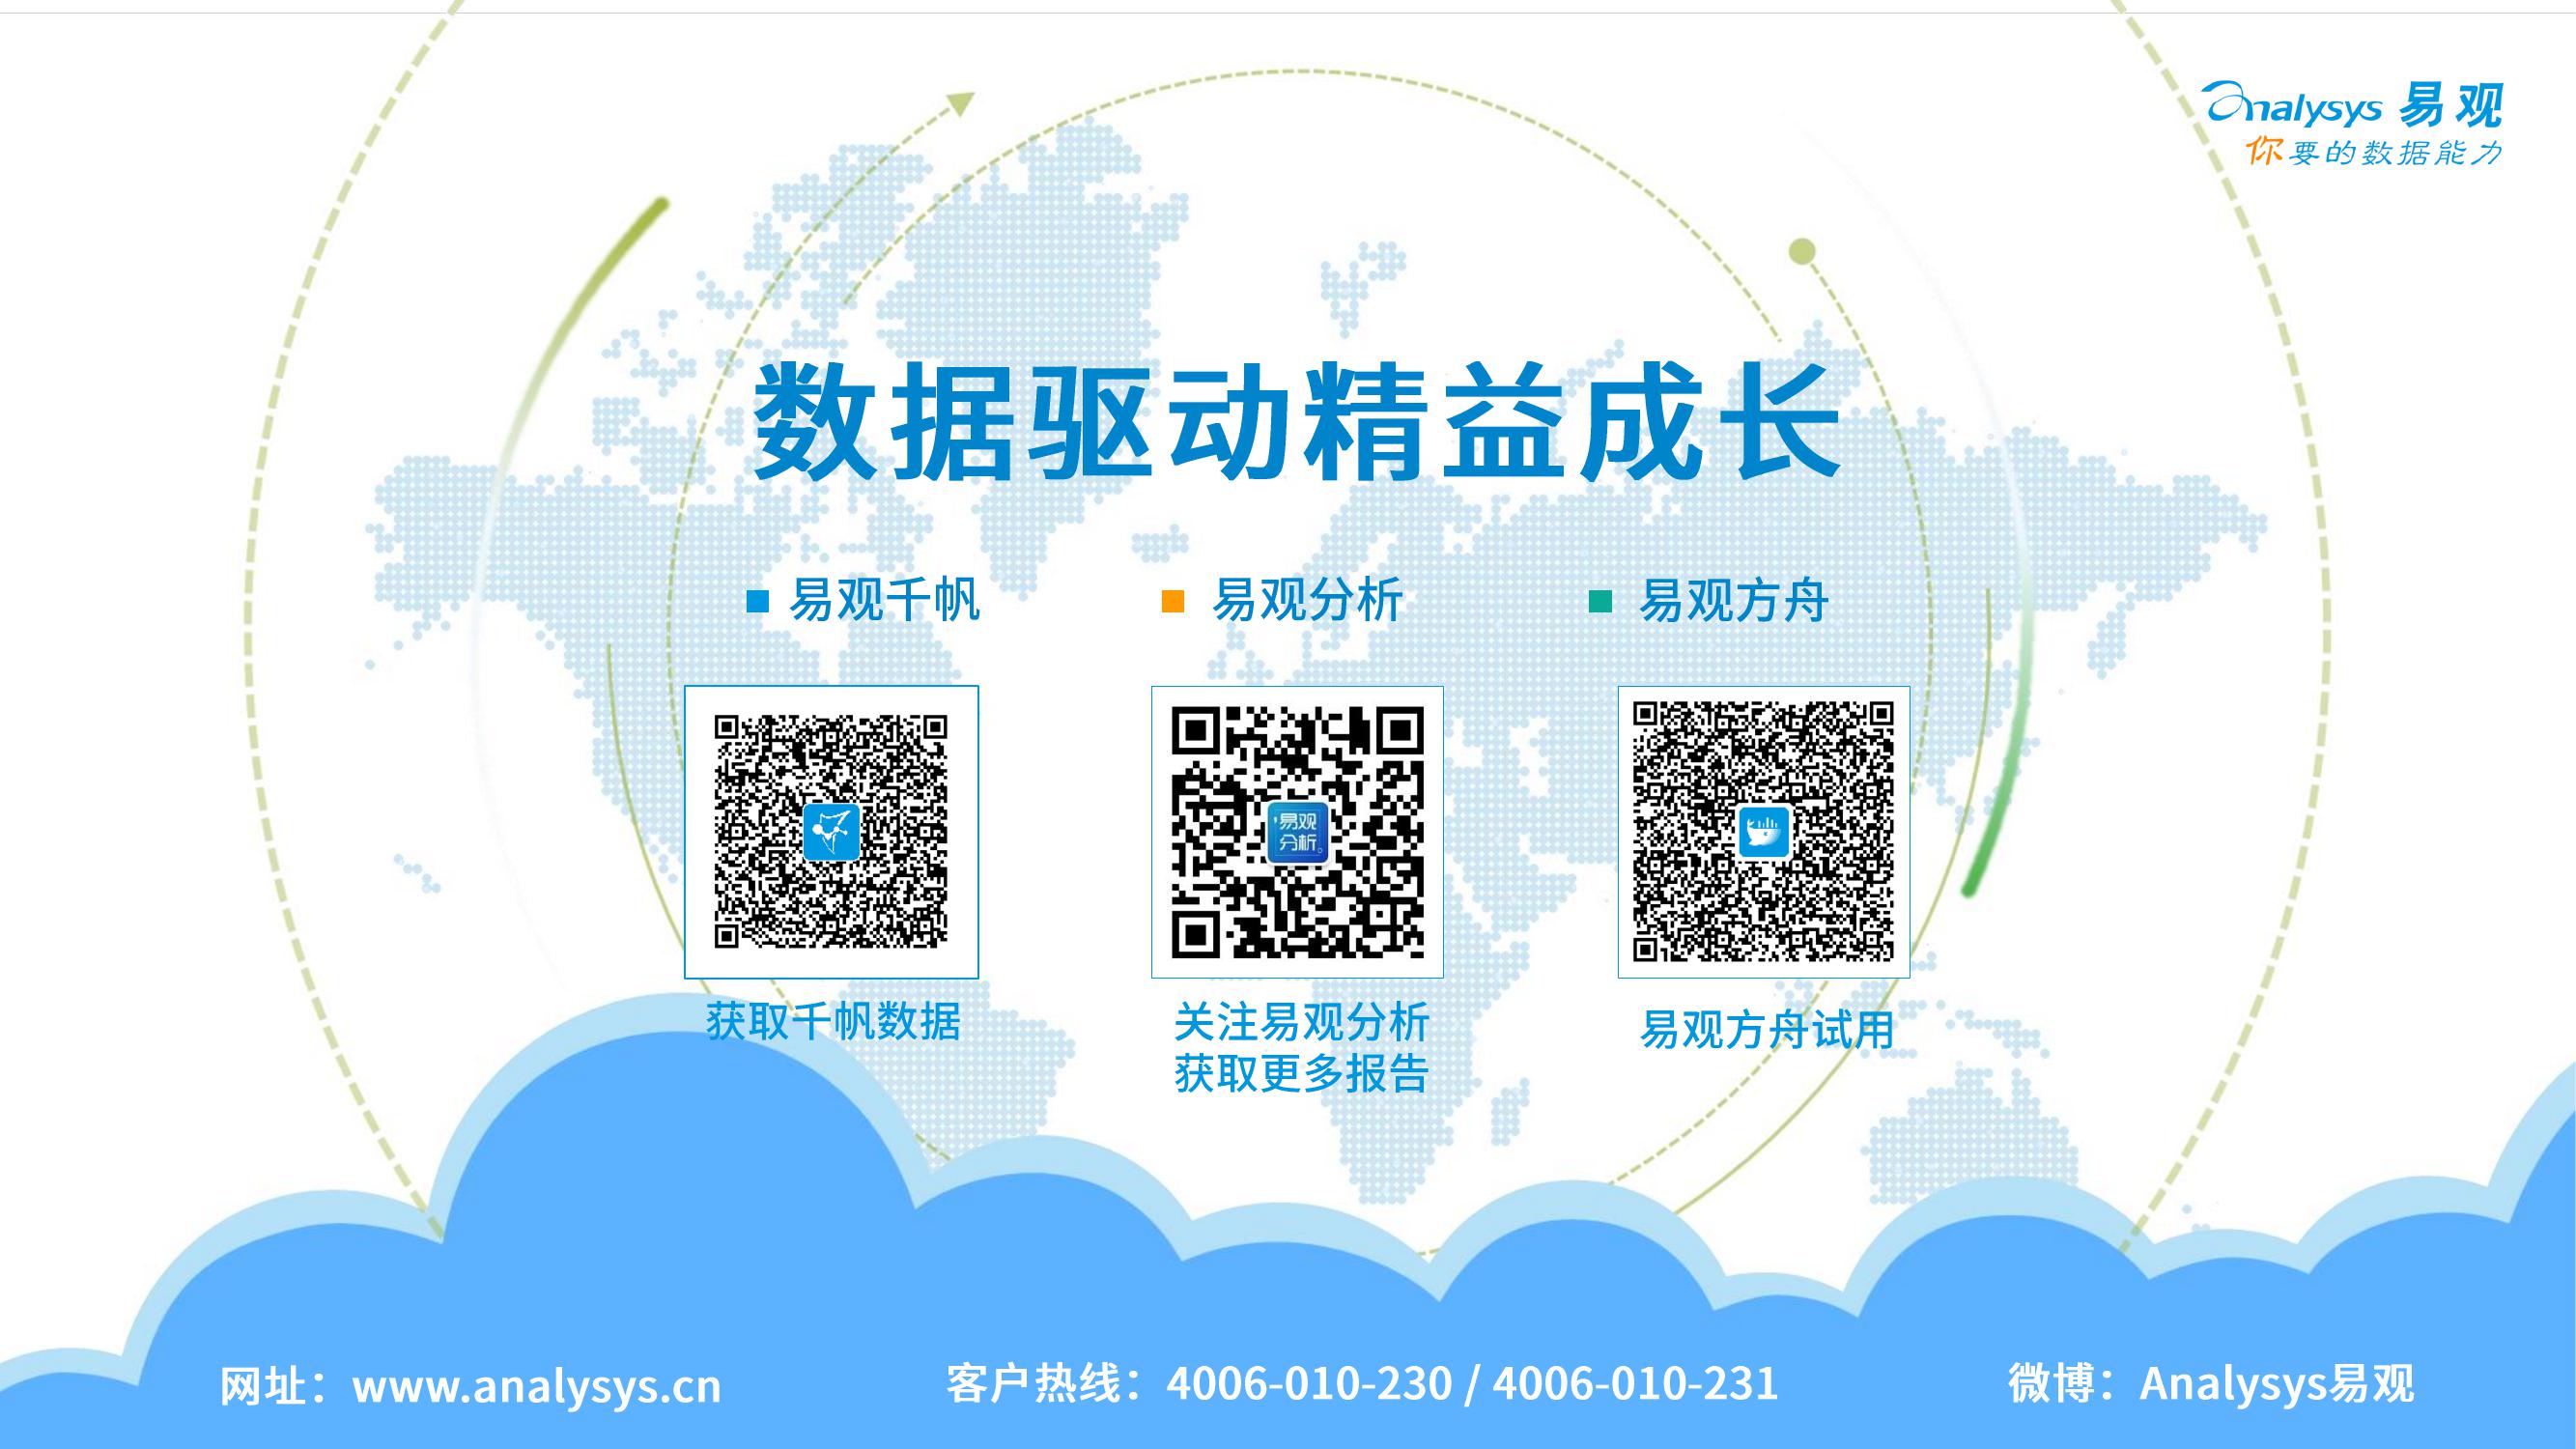 Analysys 易观
你要的数据能力
数据驱动精益成长
易观千帆
易观分析
易观方舟
易观
分析
获取千帆数据
关注易观分析
获取更多报告
易观方舟试用
网址：www.analysys.cn
客户热线：4006-010-230 / 4006-010-231
微博：Analysys易观